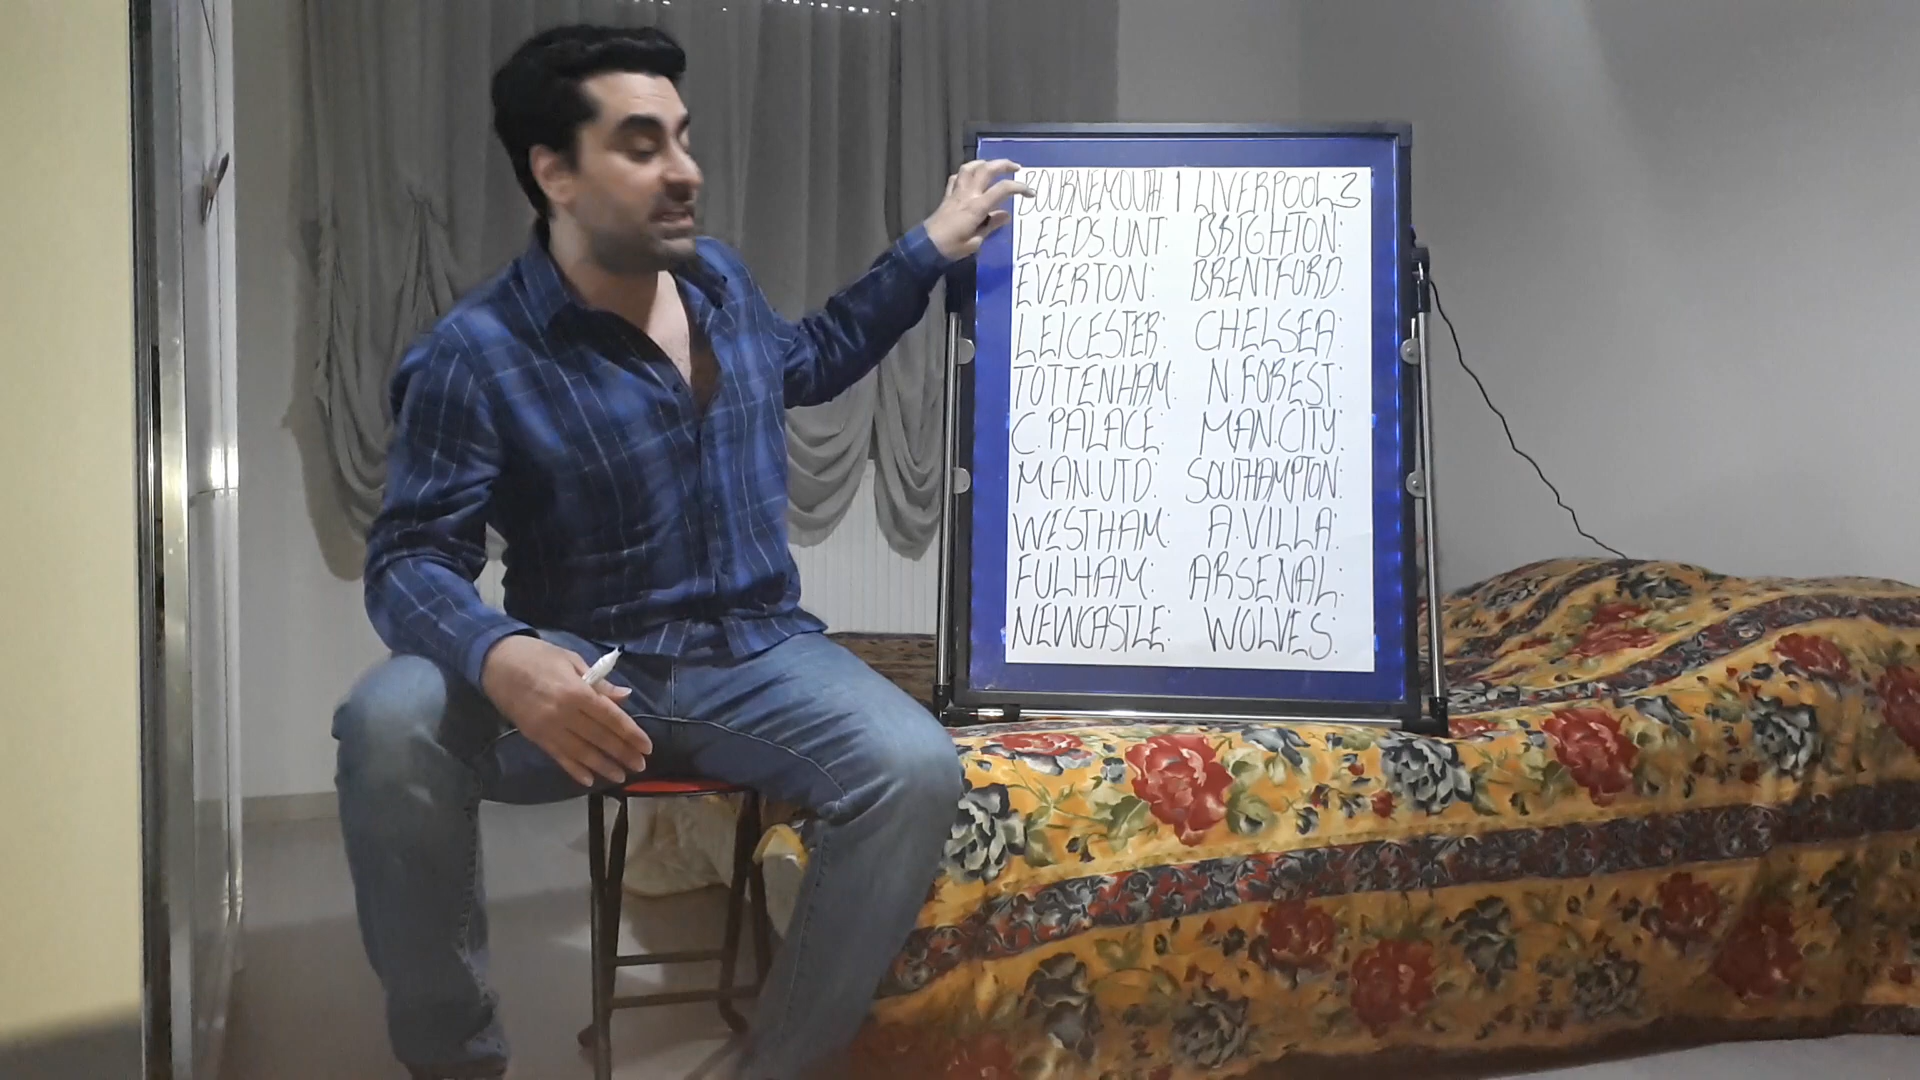 BOURNEMOUTH: 1 LIVERPOOL: 3
LEEDS UNT: BRIGHTON:
EVERTON: BRENTFORD:
LEICESTER: CHELSEA:
TOTTENHAM: N. FOREST:
C. PALACE: MAN. CITY:
MAN. UTD: SOUTHAMPTON:
WESTHAM: A. VILLA:
FULHAM: ARSENAL:
NEWCASTLE: WOLVES: